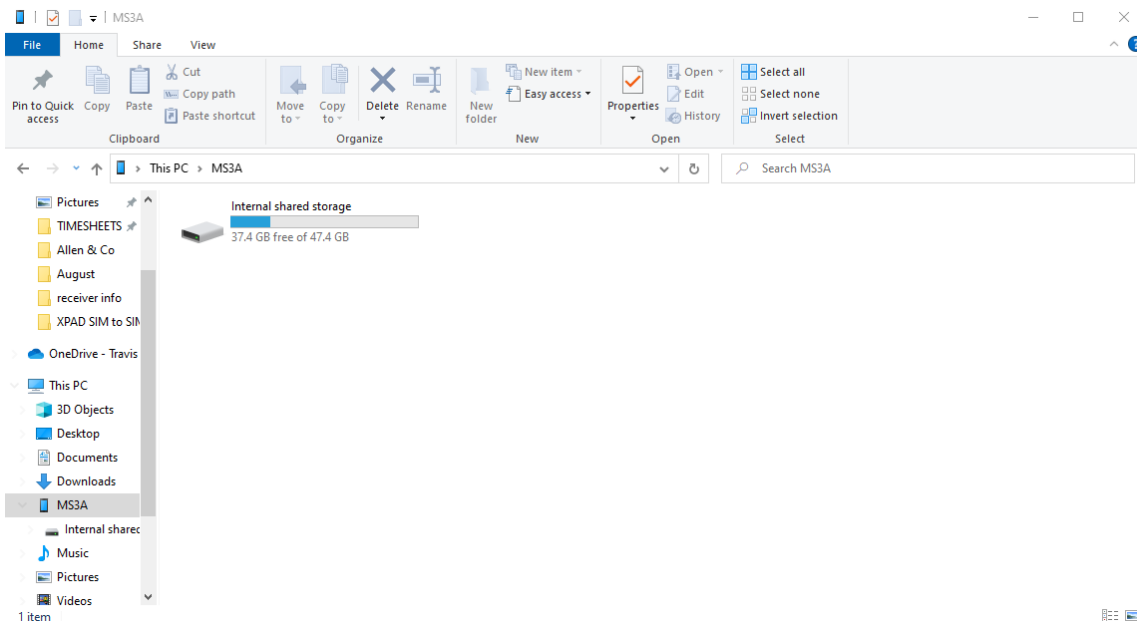 MS3A
File Home Share View
Pin to Quick access
Copy
Paste
Cut
Copy path
Paste shortcut
Clipboard
Move to
Copy to
Delete
Rename
Organize
New folder
New item
Easy access
New
Properties
Open
Edit
History
Open
Select all
Select none
Invert selection
Select
This PC > MS3A
Search MS3A
Pictures
TIMESHEETS
Allen & Co
August
receiver info
XPAD SIM to SIM
OneDrive - Travis
This PC
3D Objects
Desktop
Documents
Downloads
MS3A
Internal shared
Music
Pictures
Videos
Internal shared storage
37.4 GB free of 47.4 GB
1 item